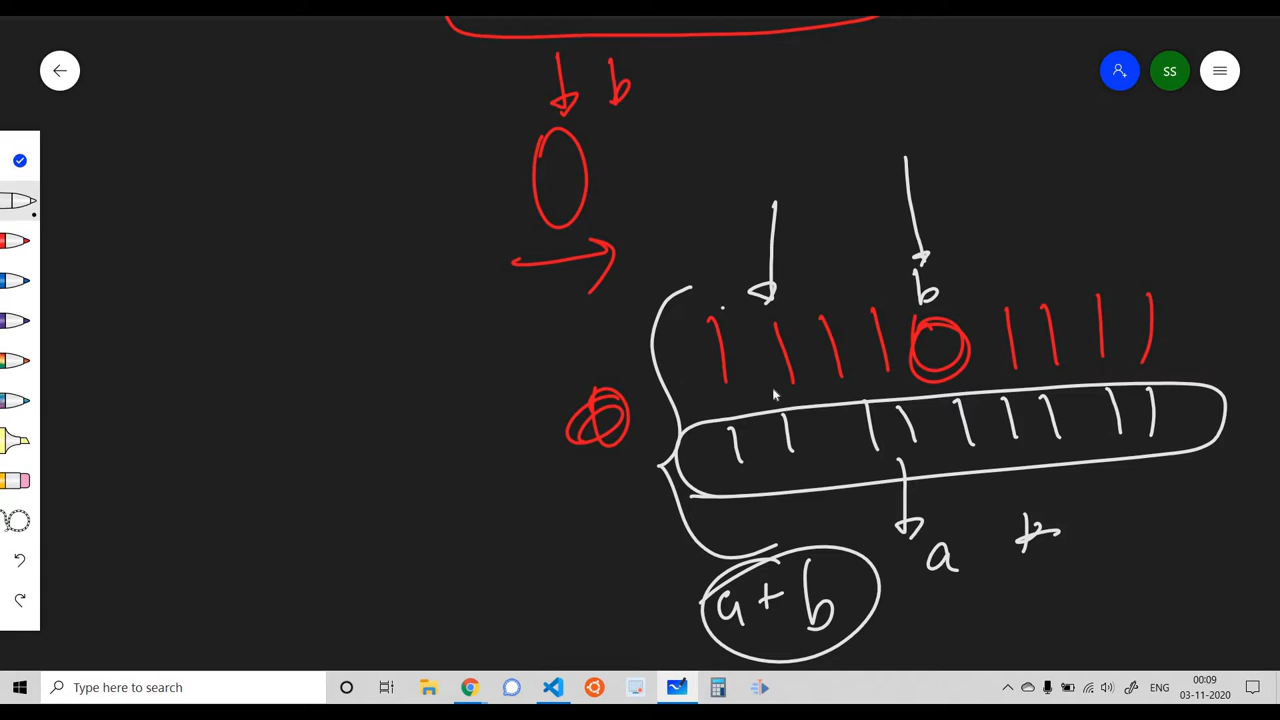 b
SS
b
a
a + b
Type here to search
ENG
00:09
03-11-2020